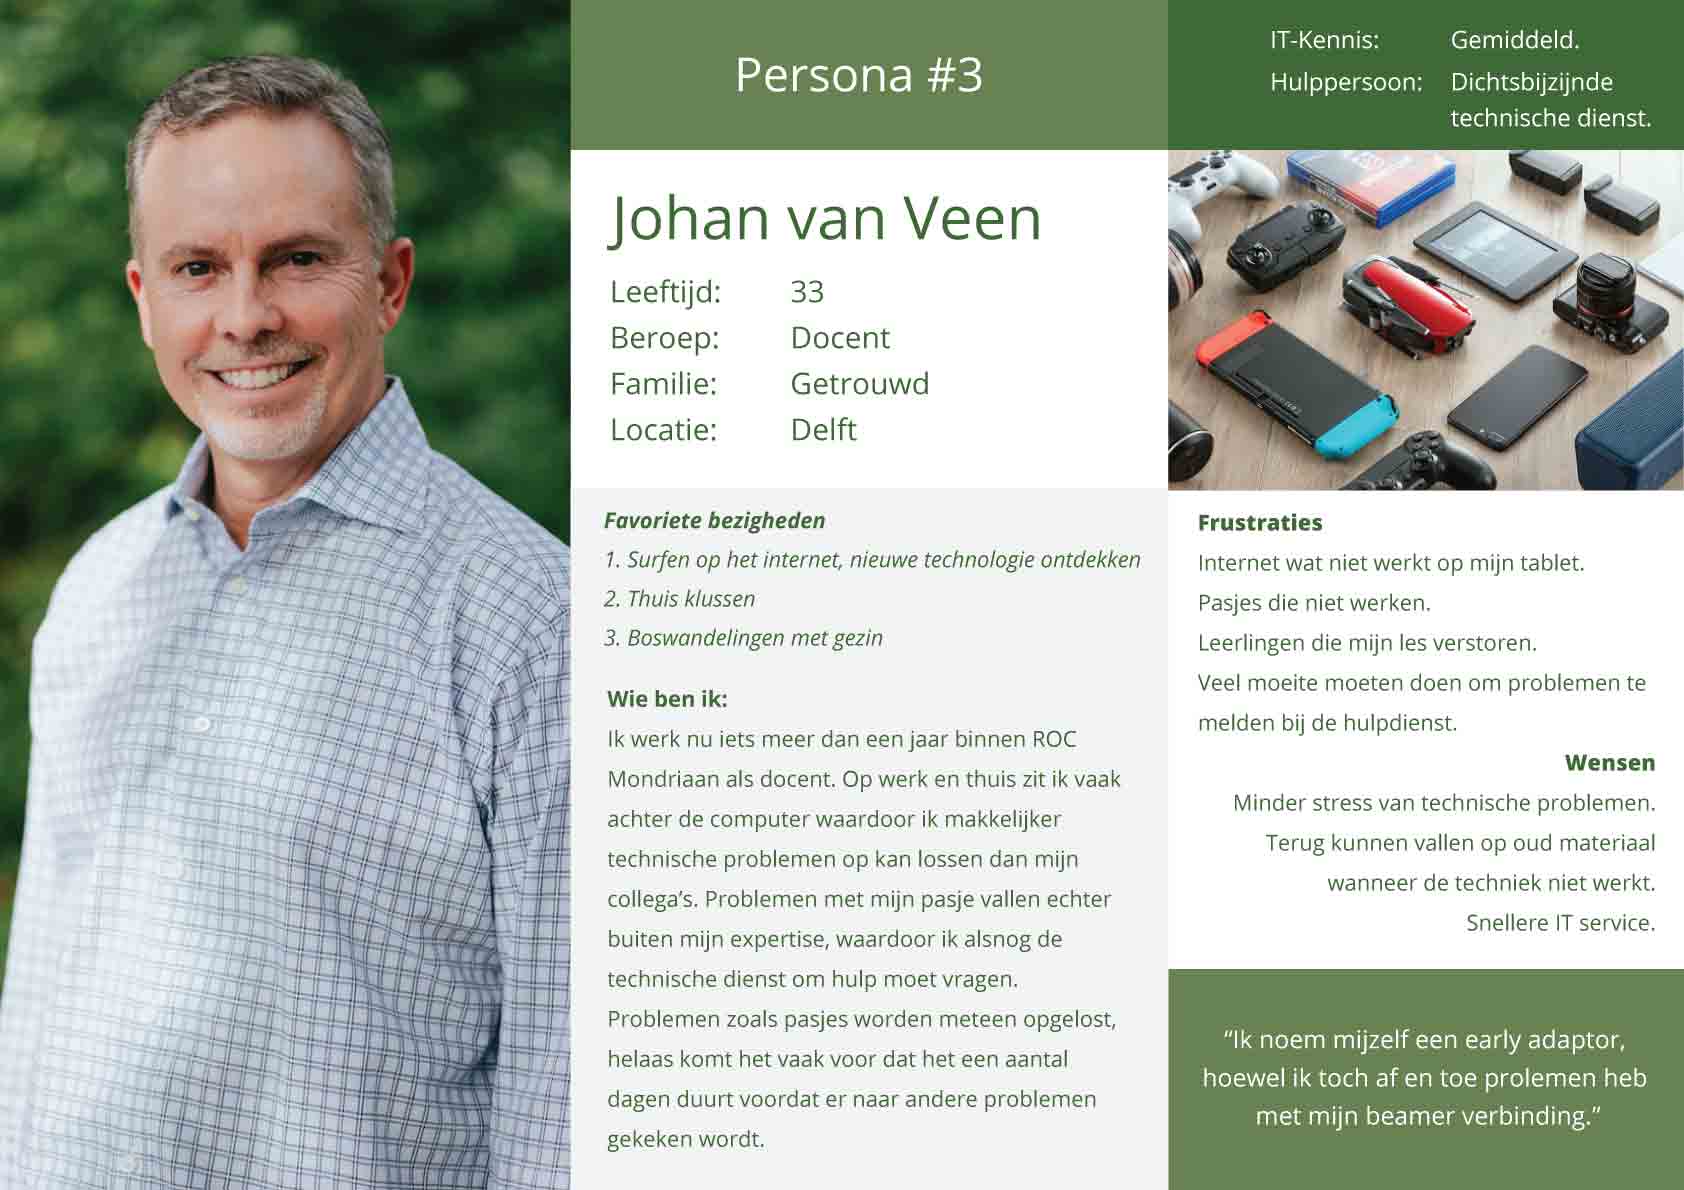 Persona #3
IT-Kennis: Gemiddeld.
Hulppersoon: Dichtsbijzijnde
technische dienst.
Johan van Veen
Leeftijd: 33
Beroep: Docent
Familie: Getrouwd
Locatie: Delft
Favoriete bezigheden
1. Surfen op het internet, nieuwe technologie ontdekken
2. Thuis klussen
3. Boswandelingen met gezin
Wie ben ik:
Ik werk nu iets meer dan een jaar binnen ROC
Mondriaan als docent. Op werk en thuis zit ik vaak
achter de computer waardoor ik makkelijker
technische problemen op kan lossen dan mijn
collega’s. Problemen met mijn pasje vallen echter
buiten mijn expertise, waardoor ik alsnog de
technische dienst om hulp moet vragen.
Problemen zoals pasjes worden meteen opgelost,
helaas komt het vaak voor dat het een aantal
dagen duurt voordat er naar andere problemen
gekeken wordt.
Frustraties
Internet wat niet werkt op mijn tablet.
Pasjes die niet werken.
Leerlingen die mijn les verstoren.
Veel moeite moeten doen om problemen te
melden bij de hulpdienst.
Wensen
Minder stress van technische problemen.
Terug kunnen vallen op oud materiaal
wanneer de techniek niet werkt.
Snellere IT service.
“Ik noem mijzelf een early adaptor,
hoewel ik toch af en toe prolemen heb
met mijn beamer verbinding.”